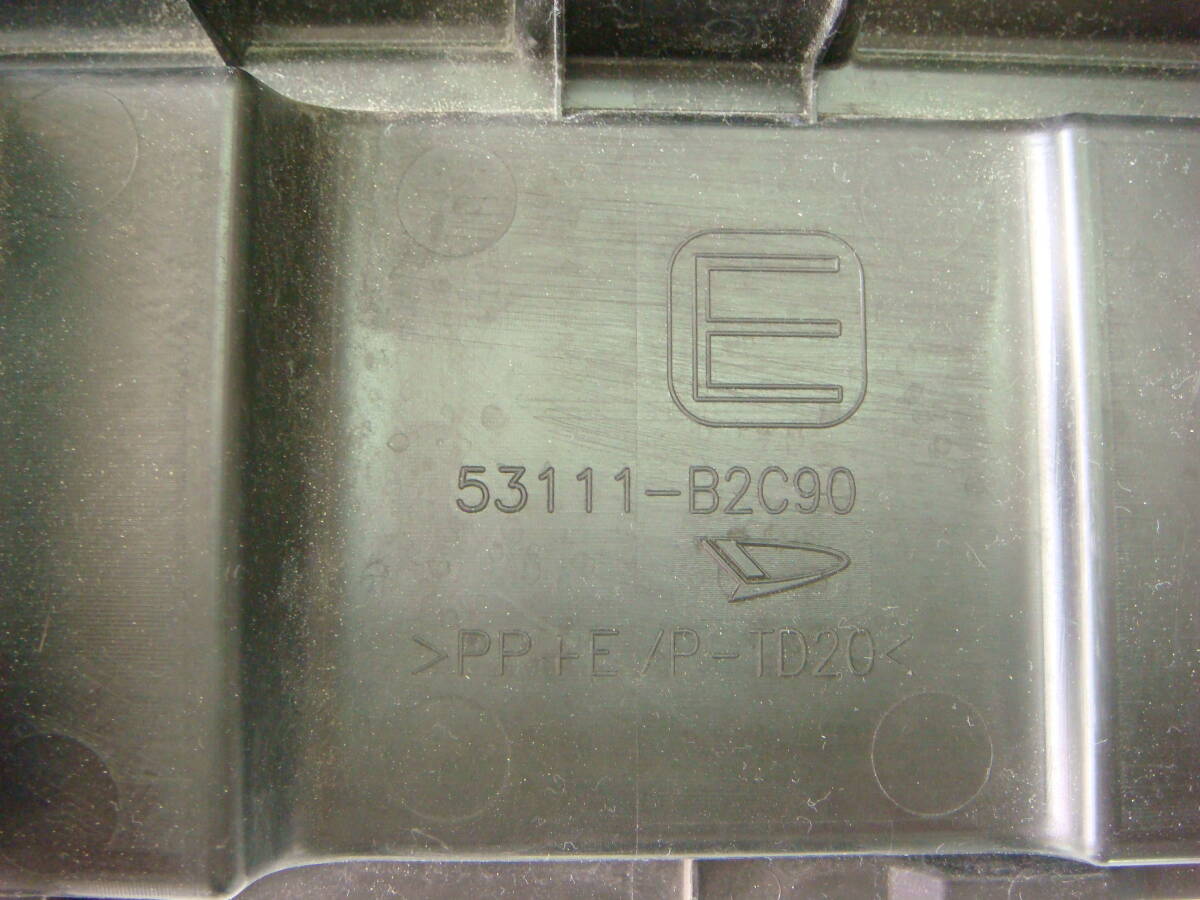 E
53111-B2C90
>PP+E/P-TD20<